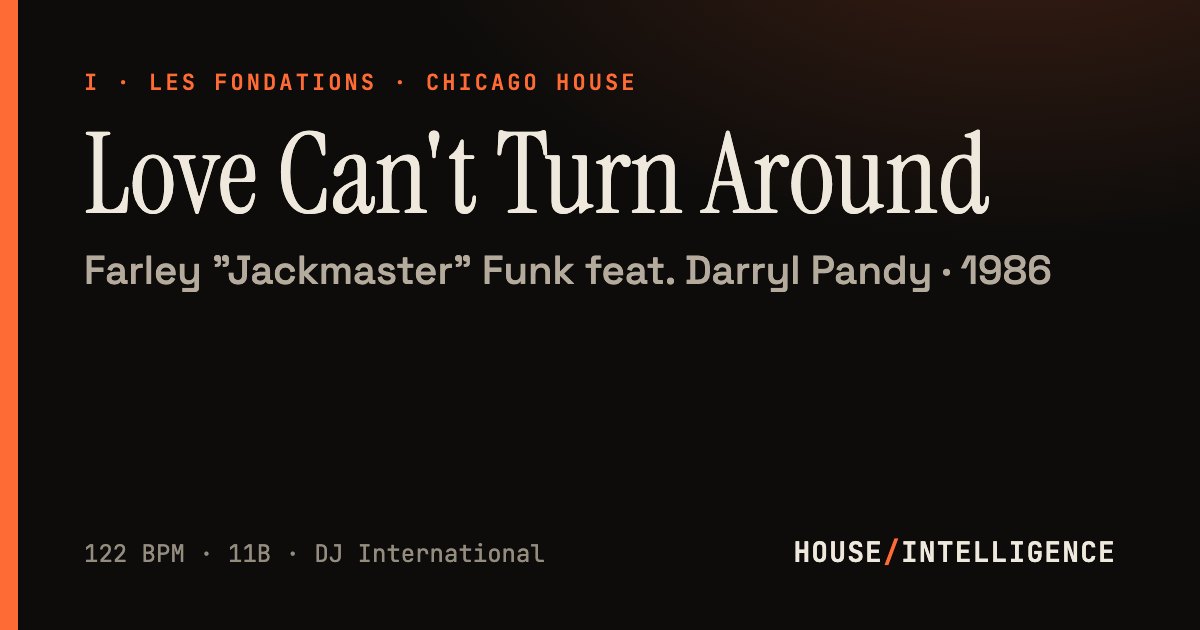 I · LES FONDATIONS · CHICAGO HOUSE
Love Can't Turn Around
Farley ”Jackmaster” Funk feat. Darryl Pandy · 1986
122 BPM · 11B · DJ International
HOUSE/INTELLIGENCE